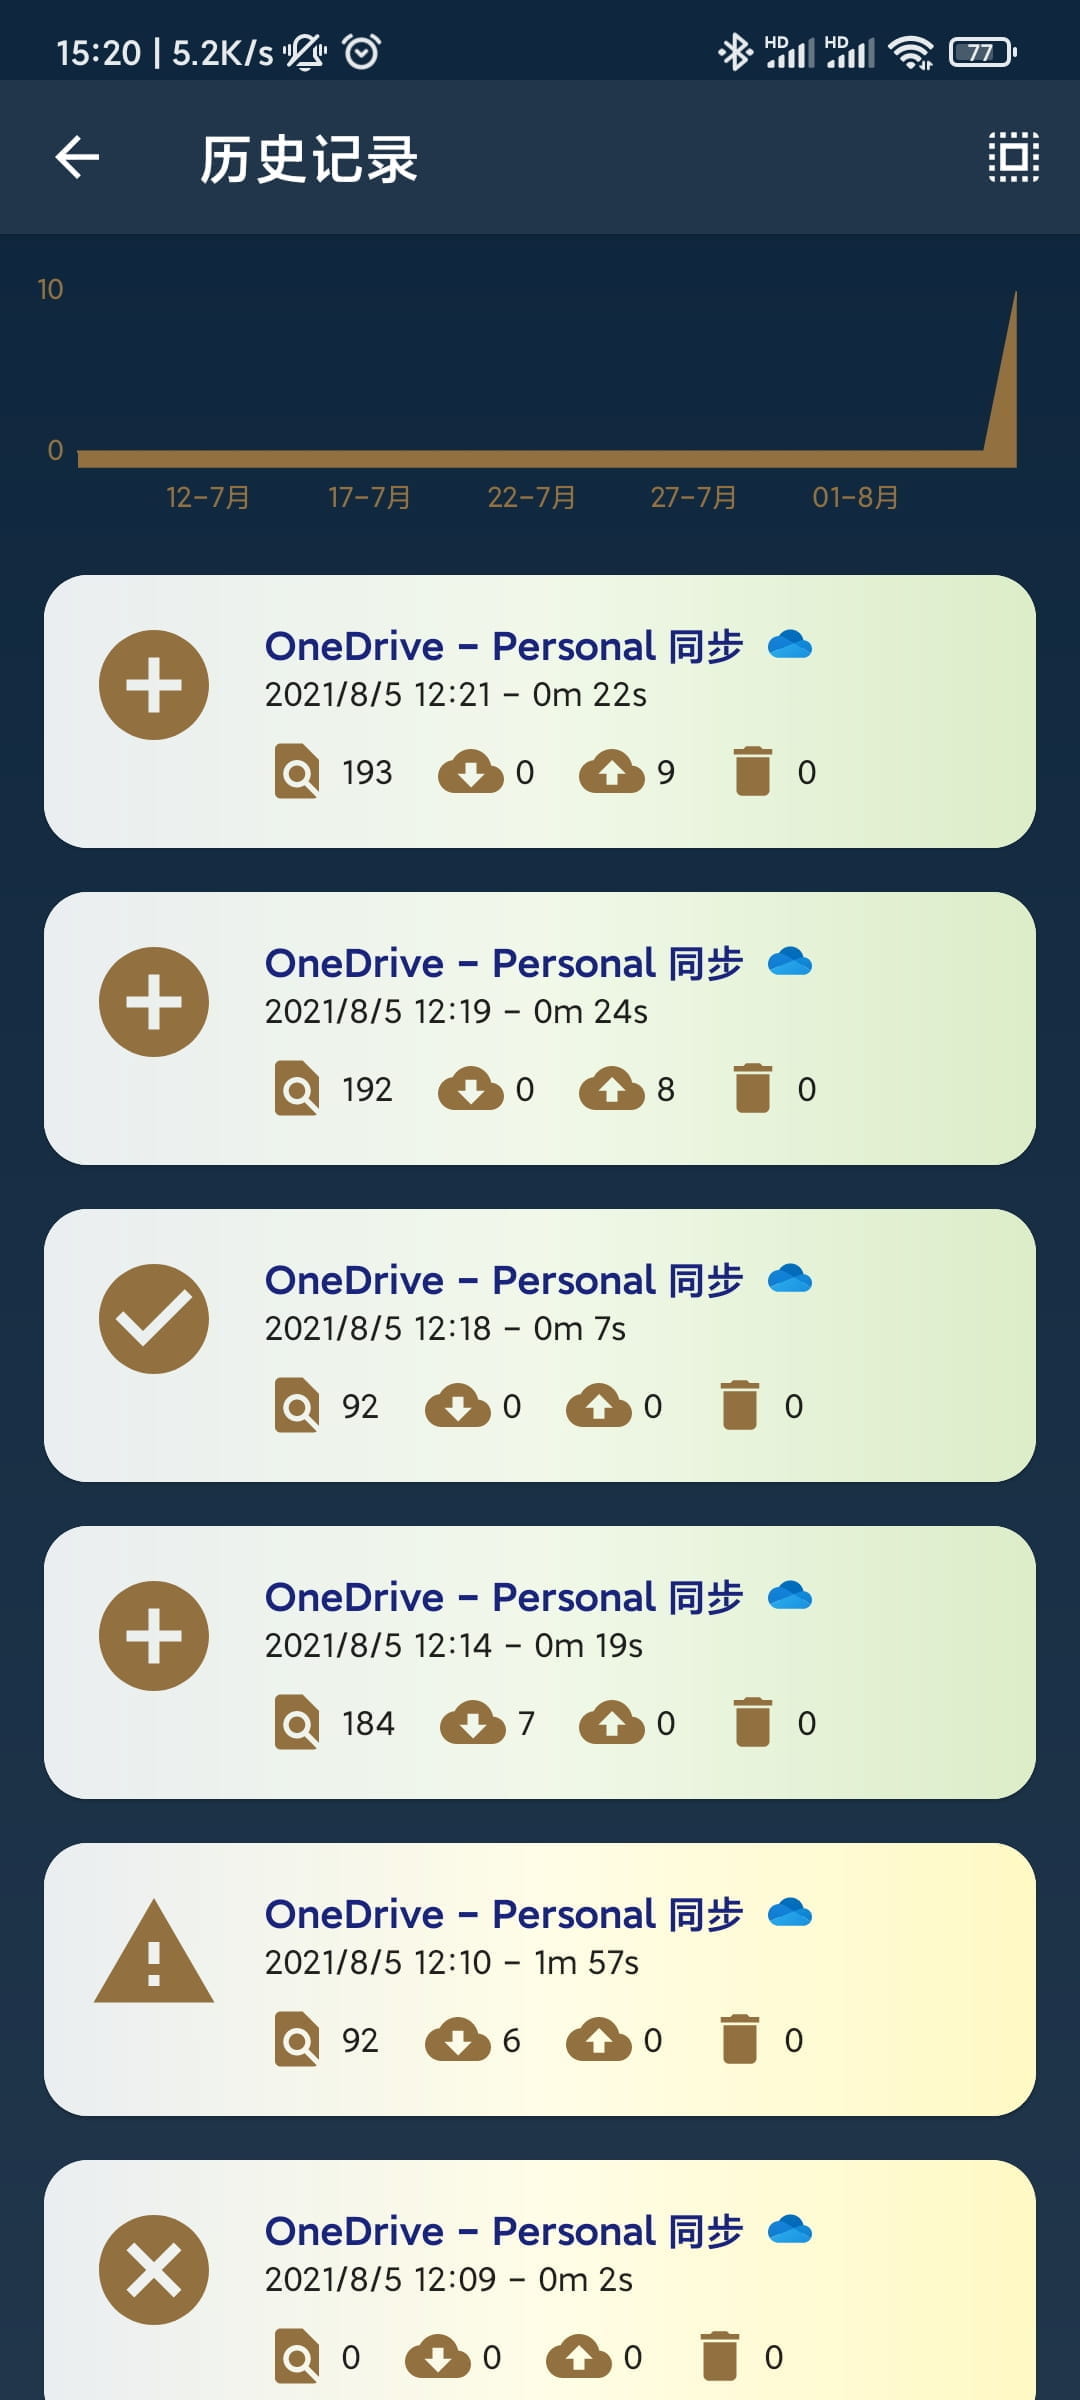 15:20 | 5.2K/s HD HD 77
历史记录
10
0
12-7月 17-7月 22-7月 27-7月 01-8月
OneDrive - Personal 同步
2021/8/5 12:21 - 0m 22s
193 0 9 0
OneDrive - Personal 同步
2021/8/5 12:19 - 0m 24s
192 0 8 0
OneDrive - Personal 同步
2021/8/5 12:18 - 0m 7s
92 0 0 0
OneDrive - Personal 同步
2021/8/5 12:14 - 0m 19s
184 7 0 0
OneDrive - Personal 同步
2021/8/5 12:10 - 1m 57s
92 6 0 0
OneDrive - Personal 同步
2021/8/5 12:09 - 0m 2s
0 0 0 0